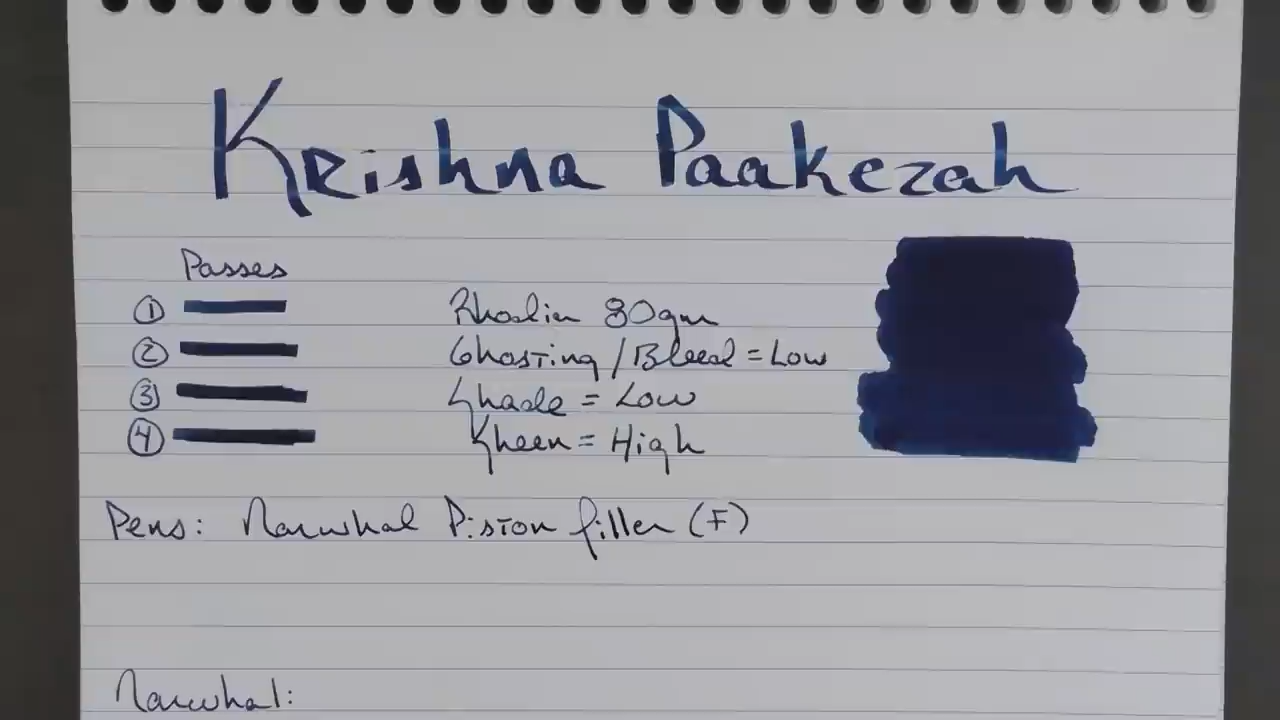 Krishna Paakezah
Passes
① Rhodia 80gm
② Ghosting/Bleed = Low
③ Shade = Low
④ Sheen = High
Pens: Narwhal Piston filler (F)
Narwhal: